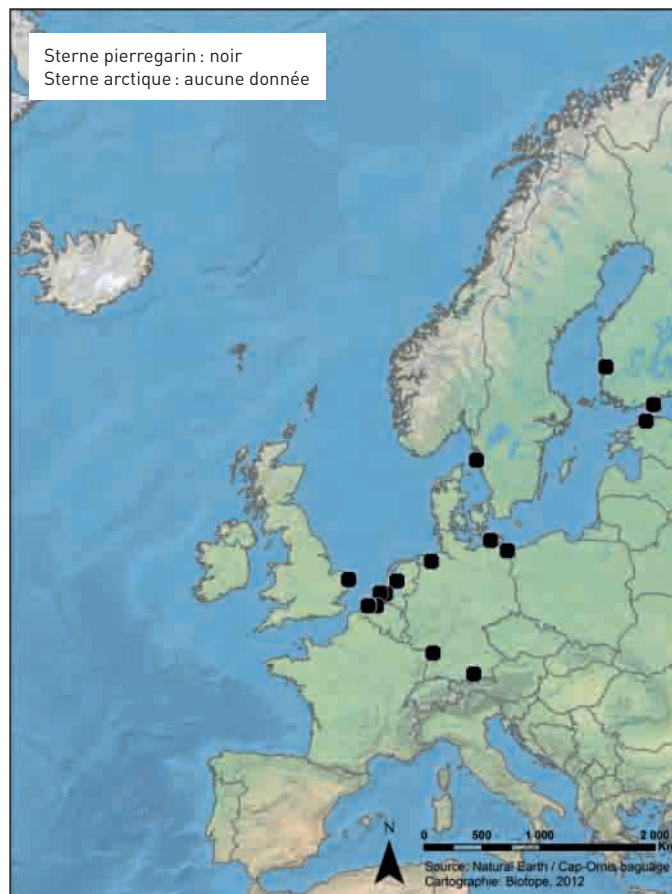 Sterne pierregarin : noir
Sterne arctique : aucune donnée
N
0 500 1 000 2 000
Km
Source: Natural Earth / Cap-Ornis baguage
Cartographie: Biotope, 2012